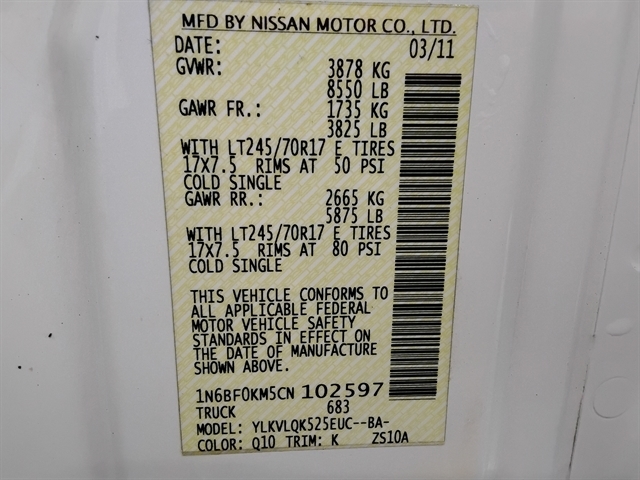 MFD BY NISSAN MOTOR CO., LTD.
DATE: 03/11
GVWR: 3878 KG
8550 LB
GAWR FR.: 1735 KG
3825 LB
WITH LT245/70R17 E TIRES
17X7.5 RIMS AT 50 PSI
COLD SINGLE
GAWR RR.: 2665 KG
5875 LB
WITH LT245/70R17 E TIRES
17X7.5 RIMS AT 80 PSI
COLD SINGLE
THIS VEHICLE CONFORMS TO
ALL APPLICABLE FEDERAL
MOTOR VEHICLE SAFETY
STANDARDS IN EFFECT ON
THE DATE OF MANUFACTURE
SHOWN ABOVE.
1N6BF0KM5CN 102597
TRUCK 683
MODEL: YLKVLQK525EUC--BA-
COLOR: Q10 TRIM: K ZS10A